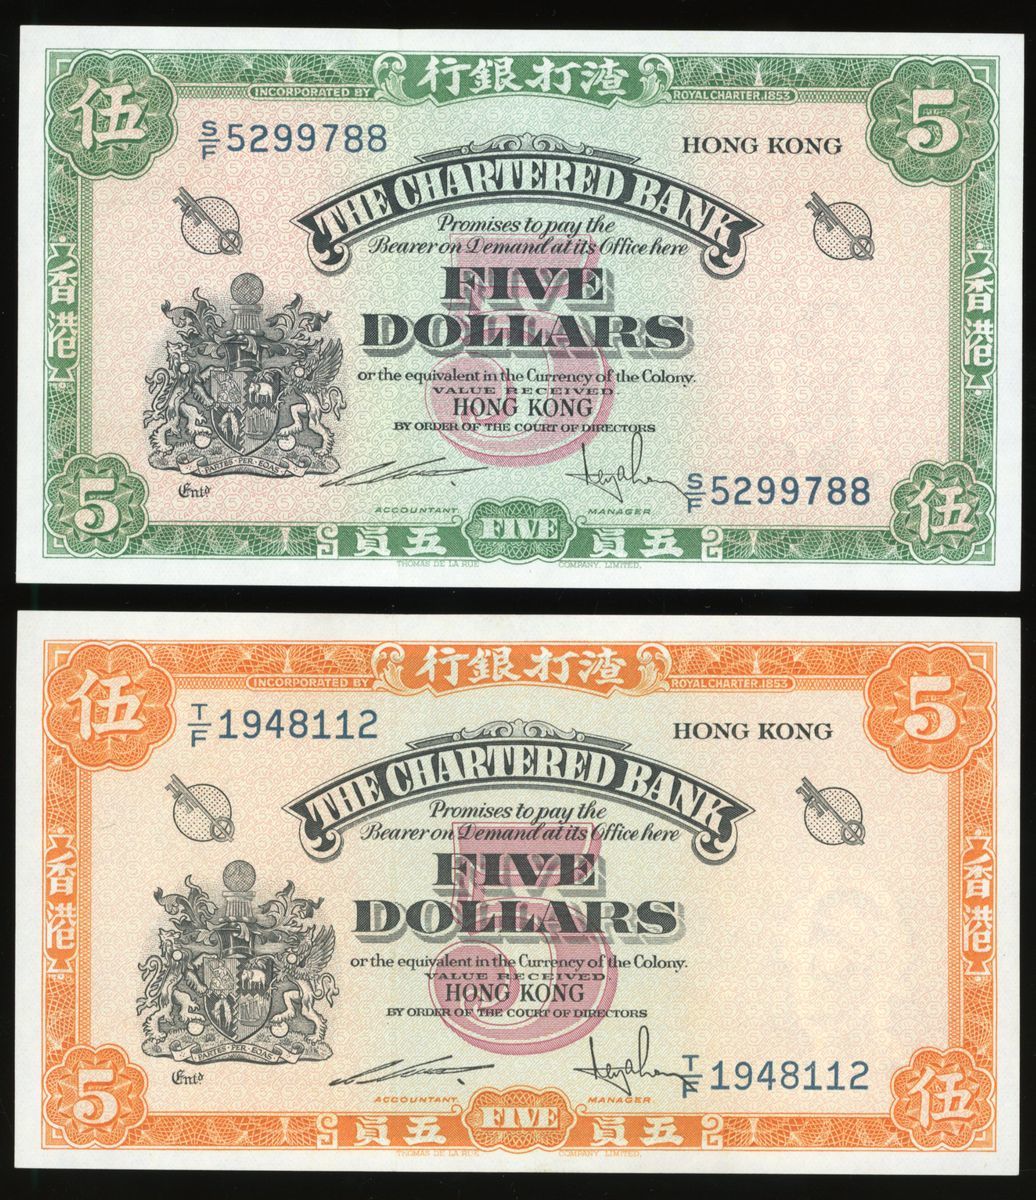 行銀打渣
INCORPORATED BY ROYAL CHARTER, 1853
伍 5
S/F 5299788 HONG KONG
THE CHARTERED BANK
Promises to pay the
Bearer on Demand at its Office here
FIVE
DOLLARS
5
香港 香港
or the equivalent in the Currency of the Colony.
VALUE RECEIVED
HONG KONG
BY ORDER OF THE COURT OF DIRECTORS
PARTES·PER·EOAS
Entd
S/F 5299788
ACCOUNTANT MANAGER
5 伍
員五 FIVE 員五
THOMAS DE LA RUE COMPANY, LIMITED,
行銀打渣
INCORPORATED BY ROYAL CHARTER, 1853
伍 5
T/F 1948112 HONG KONG
THE CHARTERED BANK
Promises to pay the
Bearer on Demand at its Office here
FIVE
DOLLARS
5
香港 香港
or the equivalent in the Currency of the Colony.
VALUE RECEIVED
HONG KONG
BY ORDER OF THE COURT OF DIRECTORS
PARTES·PER·EOAS
Entd
T/F 1948112
ACCOUNTANT MANAGER
5 伍
員五 FIVE 員五
THOMAS DE LA RUE COMPANY, LIMITED,